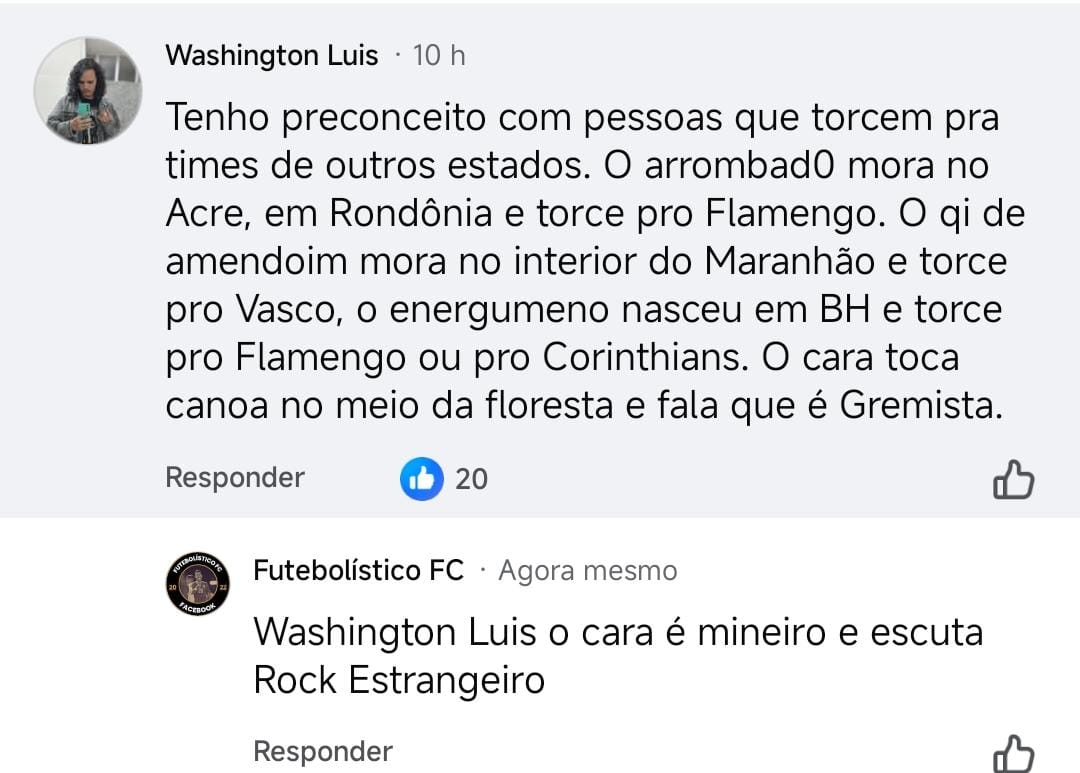 Washington Luis · 10 h
Tenho preconceito com pessoas que torcem pra
times de outros estados. O arrombad0 mora no
Acre, em Rondônia e torce pro Flamengo. O qi de
amendoim mora no interior do Maranhão e torce
pro Vasco, o energumeno nasceu em BH e torce
pro Flamengo ou pro Corinthians. O cara toca
canoa no meio da floresta e fala que é Gremista.
Responder 20
FUTEBOLÍSTICO FC
20 22
FACEBOOK
Futebolístico FC · Agora mesmo
Washington Luis o cara é mineiro e escuta
Rock Estrangeiro
Responder